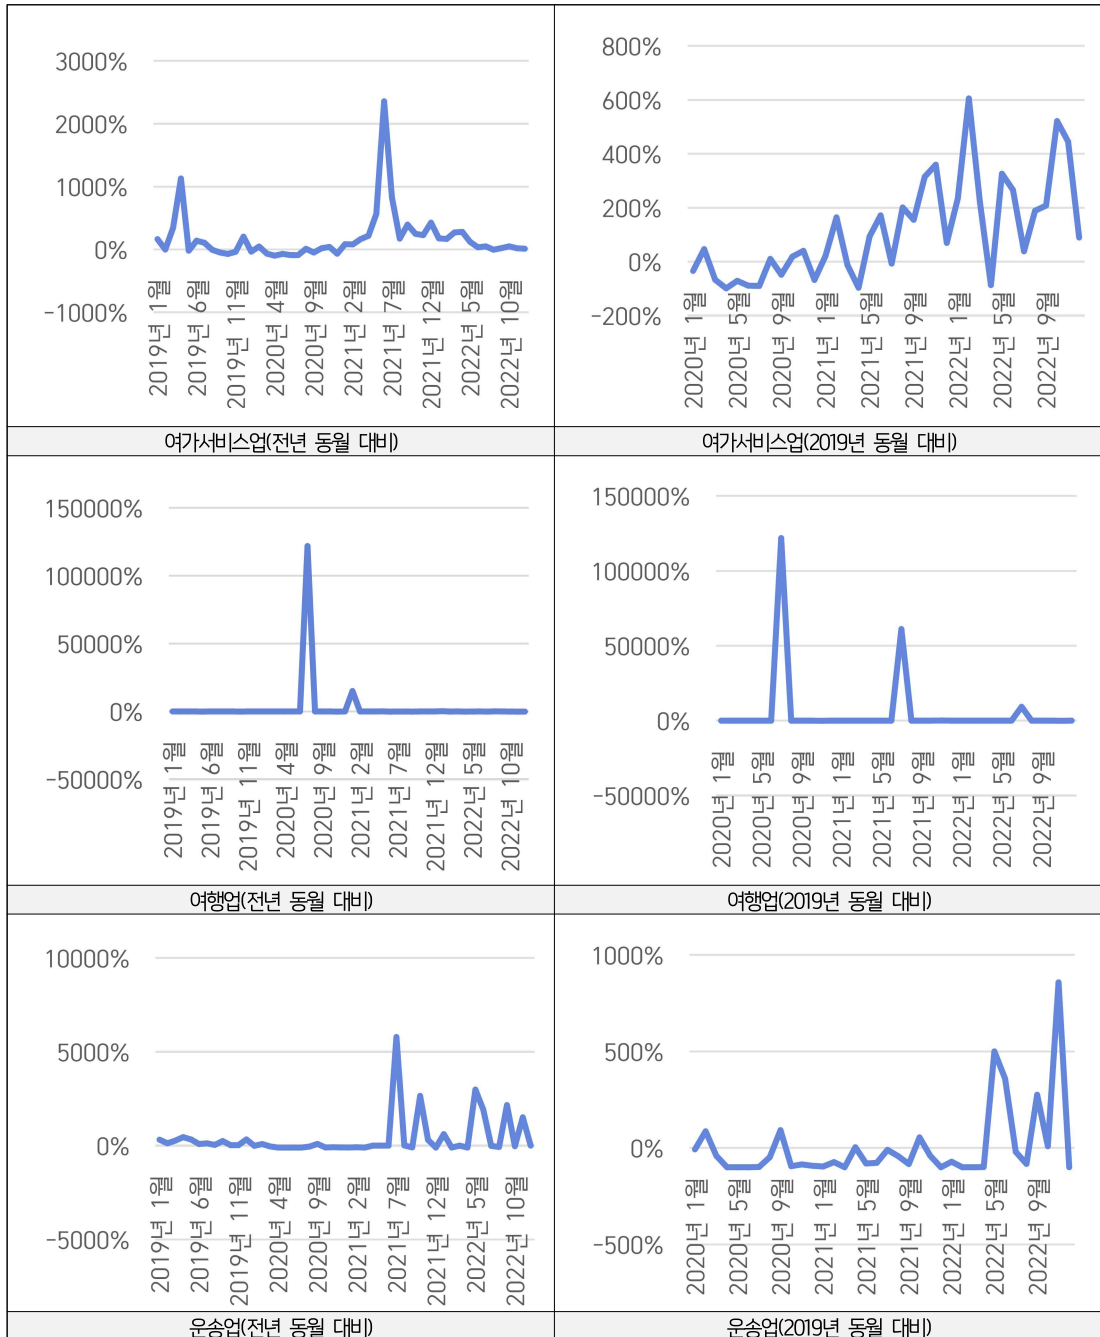 3000%
2000%
1000%
0%
-1000%
2019년 1월
2019년 6월
2019년 11월
2020년 4월
2020년 9월
2021년 2월
2021년 7월
2021년 12월
2022년 5월
2022년 10월
여가서비스업(전년 동월 대비)
800%
600%
400%
200%
0%
-200%
2020년 1월
2020년 5월
2020년 9월
2021년 1월
2021년 5월
2021년 9월
2022년 1월
2022년 5월
2022년 9월
여가서비스업(2019년 동월 대비)
150000%
100000%
50000%
0%
-50000%
2019년 1월
2019년 6월
2019년 11월
2020년 4월
2020년 9월
2021년 2월
2021년 7월
2021년 12월
2022년 5월
2022년 10월
여행업(전년 동월 대비)
150000%
100000%
50000%
0%
-50000%
2020년 1월
2020년 5월
2020년 9월
2021년 1월
2021년 5월
2021년 9월
2022년 1월
2022년 5월
2022년 9월
여행업(2019년 동월 대비)
10000%
5000%
0%
-5000%
2019년 1월
2019년 6월
2019년 11월
2020년 4월
2020년 9월
2021년 2월
2021년 7월
2021년 12월
2022년 5월
2022년 10월
운송업(전년 동월 대비)
1000%
500%
0%
-500%
2020년 1월
2020년 5월
2020년 9월
2021년 1월
2021년 5월
2021년 9월
2022년 1월
2022년 5월
2022년 9월
운송업(2019년 동월 대비)